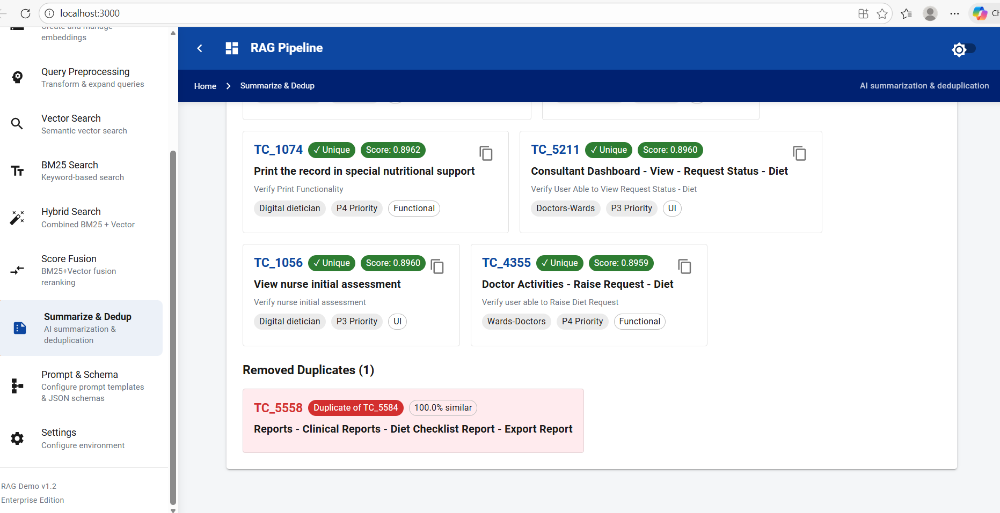 localhost:3000
Ch
Create and manage
embeddings
Query Preprocessing
Transform & expand queries
Vector Search
Semantic vector search
BM25 Search
Keyword-based search
Hybrid Search
Combined BM25 + Vector
Score Fusion
BM25+Vector fusion
reranking
Summarize & Dedup
AI summarization &
deduplication
Prompt & Schema
Configure prompt templates
& JSON schemas
Settings
Configure environment
RAG Demo v1.2
Enterprise Edition
RAG Pipeline
Home
Summarize & Dedup
AI summarization & deduplication
TC_1074 ✓ Unique Score: 0.8962
Print the record in special nutritional support
Verify Print Functionality
Digital dietician P4 Priority Functional
TC_5211 ✓ Unique Score: 0.8960
Consultant Dashboard - View - Request Status - Diet
Verify User Able to View Request Status - Diet
Doctors-Wards P3 Priority UI
TC_1056 ✓ Unique Score: 0.8960
View nurse initial assessment
Verify nurse initial assessment
Digital dietician P3 Priority UI
TC_4355 ✓ Unique Score: 0.8959
Doctor Activities - Raise Request - Diet
Verify user able to Raise Diet Request
Wards-Doctors P4 Priority Functional
Removed Duplicates (1)
TC_5558 Duplicate of TC_5584 100.0% similar
Reports - Clinical Reports - Diet Checklist Report - Export Report